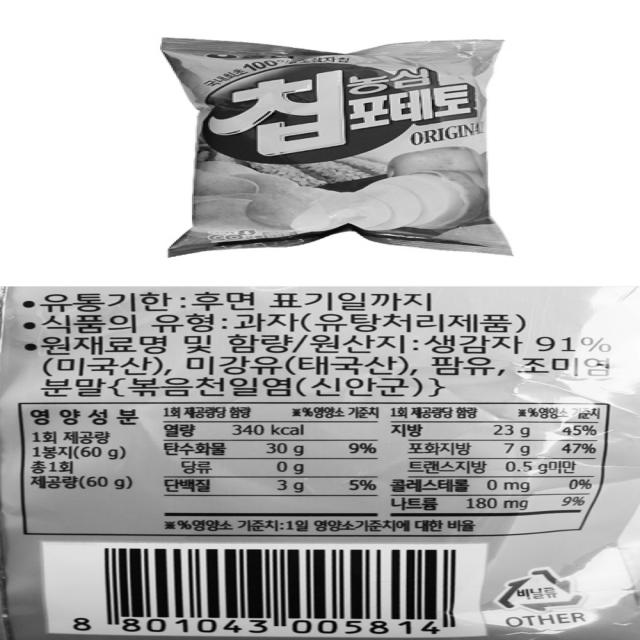 국내최초 100%
농심
칩포테토
ORIGINAL
•유통기한:후면 표기일까지
•식품의 유형:과자(유탕처리제품)
•원재료명 및 함량/원산지:생감자 91%
(미국산), 미강유(태국산), 팜유, 조미염
분말{볶음천일염(신안군)}
영양성분
1회 제공량
1봉지(60 g)
총1회
제공량(60 g)
1회 제공량당 함량 ※%영양소 기준치 1회 제공량당 함량 ※%영양소 기준치
열량 340 kcal 지방 23 g 45%
탄수화물 30 g 9% 포화지방 7 g 47%
당류 0 g 트랜스지방 0.5 g미만
단백질 3 g 5% 콜레스테롤 0 mg 0%
나트륨 180 mg 9%
※%영양소 기준치:1일 영양소기준치에 대한 비율
비닐류
OTHER
8 801043 005814